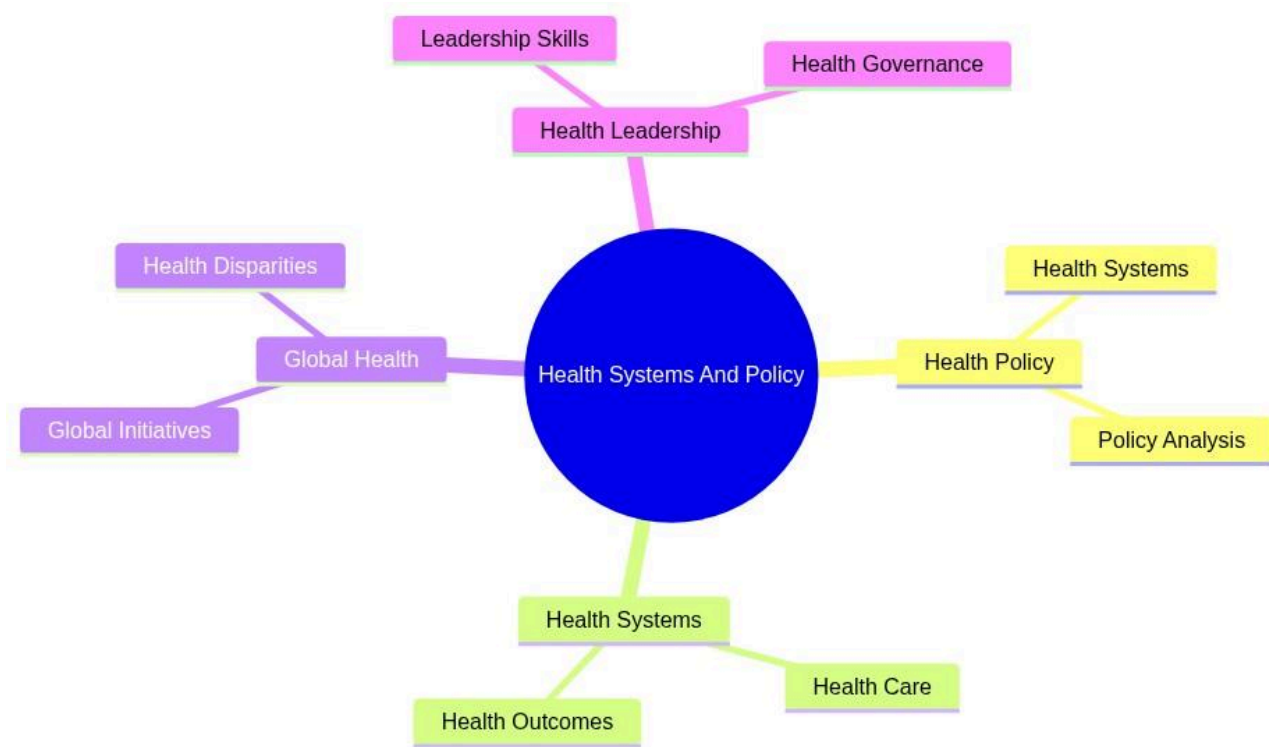 Leadership Skills
Health Governance
Health Leadership
Health Disparities
Health Systems
Global Health
Health Systems And Policy
Health Policy
Global Initiatives
Policy Analysis
Health Systems
Health Care
Health Outcomes